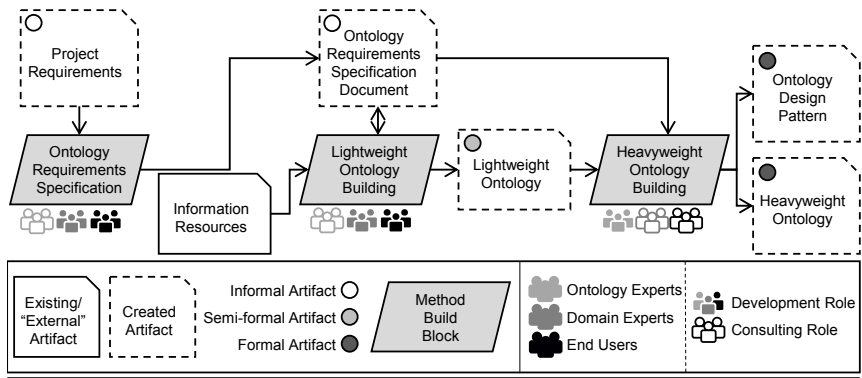 Project
Requirements
Ontology
Requirements
Specification
Document
Ontology
Design
Pattern
Ontology
Requirements
Specification
Lightweight
Ontology
Building
Lightweight
Ontology
Heavyweight
Ontology
Building
Information
Resources
Heavyweight
Ontology
Existing/
“External”
Artifact
Created
Artifact
Informal Artifact
Semi-formal Artifact
Formal Artifact
Method
Build
Block
Ontology Experts
Domain Experts
End Users
Development Role
Consulting Role